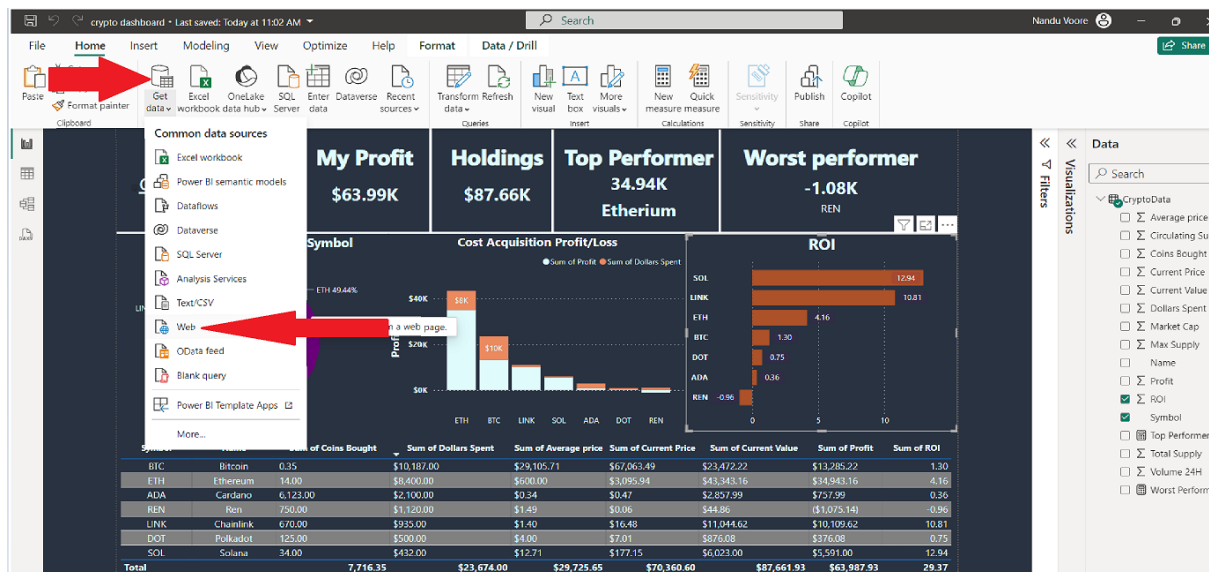 crypto dashboard • Last saved: Today at 11:02 AM
Search
Nandu Voore
File Home Insert Modeling View Optimize Help Format Data / Drill
Share
Paste
Format painter
Get data
Excel workbook
OneLake data hub
SQL Server
Enter data
Dataverse
Recent sources
Transform data
Refresh
New visual
Text box
More visuals
New measure
Quick measure
Sensitivity
Publish
Copilot
Clipboard
Queries
Insert
Calculations
Sensitivity
Share
Copilot
Common data sources
Excel workbook
Power BI semantic models
Dataflows
Dataverse
SQL Server
Analysis Services
Text/CSV
Web
OData feed
Blank query
Power BI Template Apps
More...
a web page.
My Profit
$63.99K
Holdings
$87.66K
Top Performer
34.94K
Etherium
Worst performer
-1.08K
REN
Symbol
ETH 49.44%
Cost Acquisition Profit/Loss
Sum of Profit Sum of Dollars Spent
$40K
$20K
$0K
$8K
$10K
ETH BTC LINK SOL ADA DOT REN
ROI
SOL 12.94
LINK 10.81
ETH 4.16
BTC 1.30
DOT 0.75
ADA 0.36
REN -0.96
0 5 10
of Coins Bought Sum of Dollars Spent Sum of Average price Sum of Current Price Sum of Current Value Sum of Profit Sum of ROI
BTC Bitcoin 0.35 $10,187.00 $29,105.71 $67,063.49 $23,472.22 $13,285.22 1.30
ETH Ethereum 14.00 $8,400.00 $600.00 $3,095.94 $43,343.16 $34,943.16 4.16
ADA Cardano 6,123.00 $2,100.00 $0.34 $0.47 $2,857.99 $757.99 0.36
REN Ren 750.00 $1,120.00 $1.49 $0.06 $44.86 ($1,075.14) -0.96
LINK Chainlink 670.00 $935.00 $1.40 $16.48 $11,044.62 $10,109.62 10.81
DOT Polkadot 125.00 $500.00 $4.00 $7.01 $876.08 $376.08 0.75
SOL Solana 34.00 $432.00 $12.71 $177.15 $6,023.00 $5,591.00 12.94
Total 7,716.35 $23,674.00 $29,725.65 $70,360.60 $87,661.93 $63,987.93 29.37
Filters
Visualizations
Data
Search
CryptoData
Average price
Circulating Su
Coins Bought
Current Price
Current Value
Dollars Spent
Market Cap
Max Supply
Name
Profit
ROI
Symbol
Top Performer
Total Supply
Volume 24H
Worst Perform